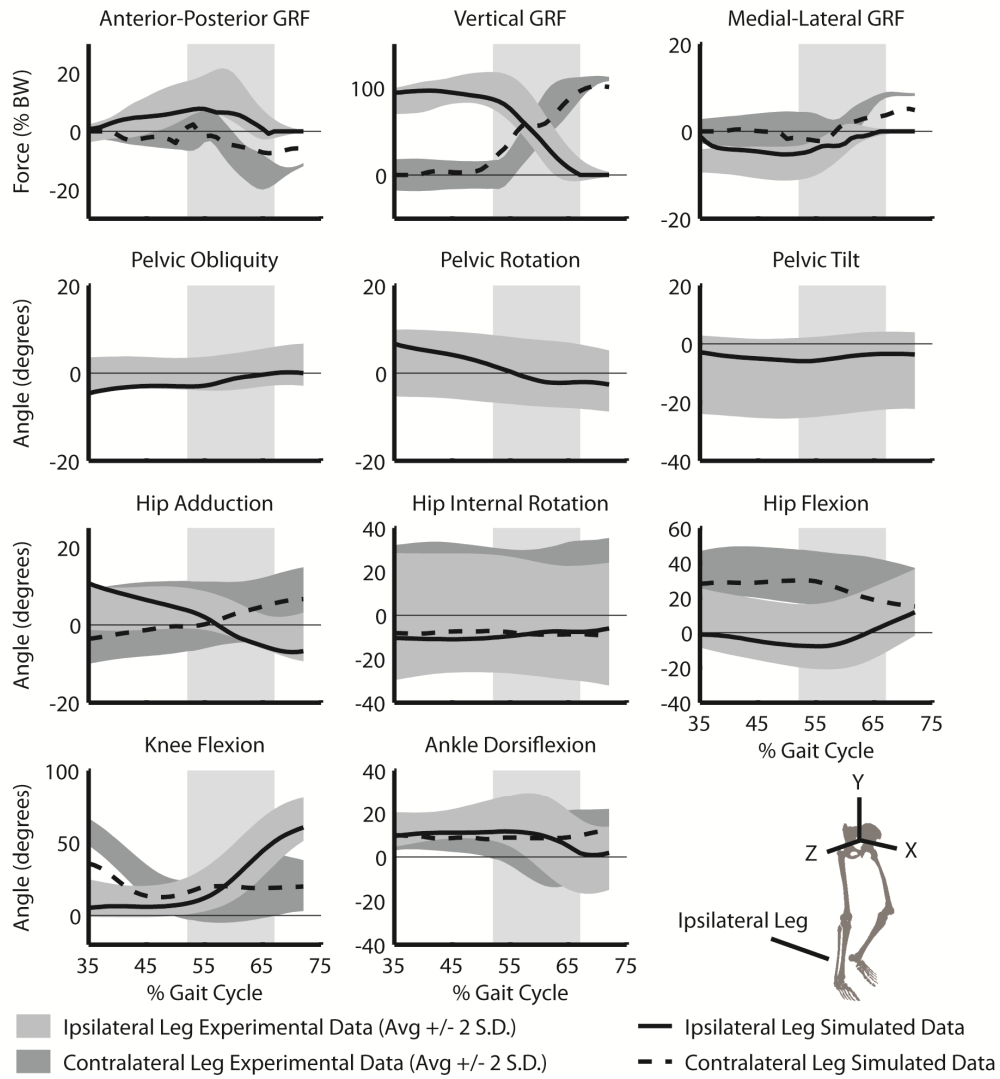 Anterior-Posterior GRF
Vertical GRF
Medial-Lateral GRF
Force (% BW)
20
0
-20
100
0
20
0
-20
Pelvic Obliquity
Pelvic Rotation
Pelvic Tilt
Angle (degrees)
20
0
-20
20
0
-20
20
0
-20
-40
Hip Adduction
Hip Internal Rotation
Hip Flexion
Angle (degrees)
20
0
-20
40
20
0
-20
-40
60
40
20
0
-20
-40
35 45 55 65 75
% Gait Cycle
Knee Flexion
Ankle Dorsiflexion
Angle (degrees)
100
50
0
35 45 55 65 75
% Gait Cycle
40
20
0
-20
-40
35 45 55 65 75
% Gait Cycle
Y
Z
X
Ipsilateral Leg
Ipsilateral Leg Experimental Data (Avg +/- 2 S.D.)
Ipsilateral Leg Simulated Data
Contralateral Leg Experimental Data (Avg +/- 2 S.D.)
Contralateral Leg Simulated Data